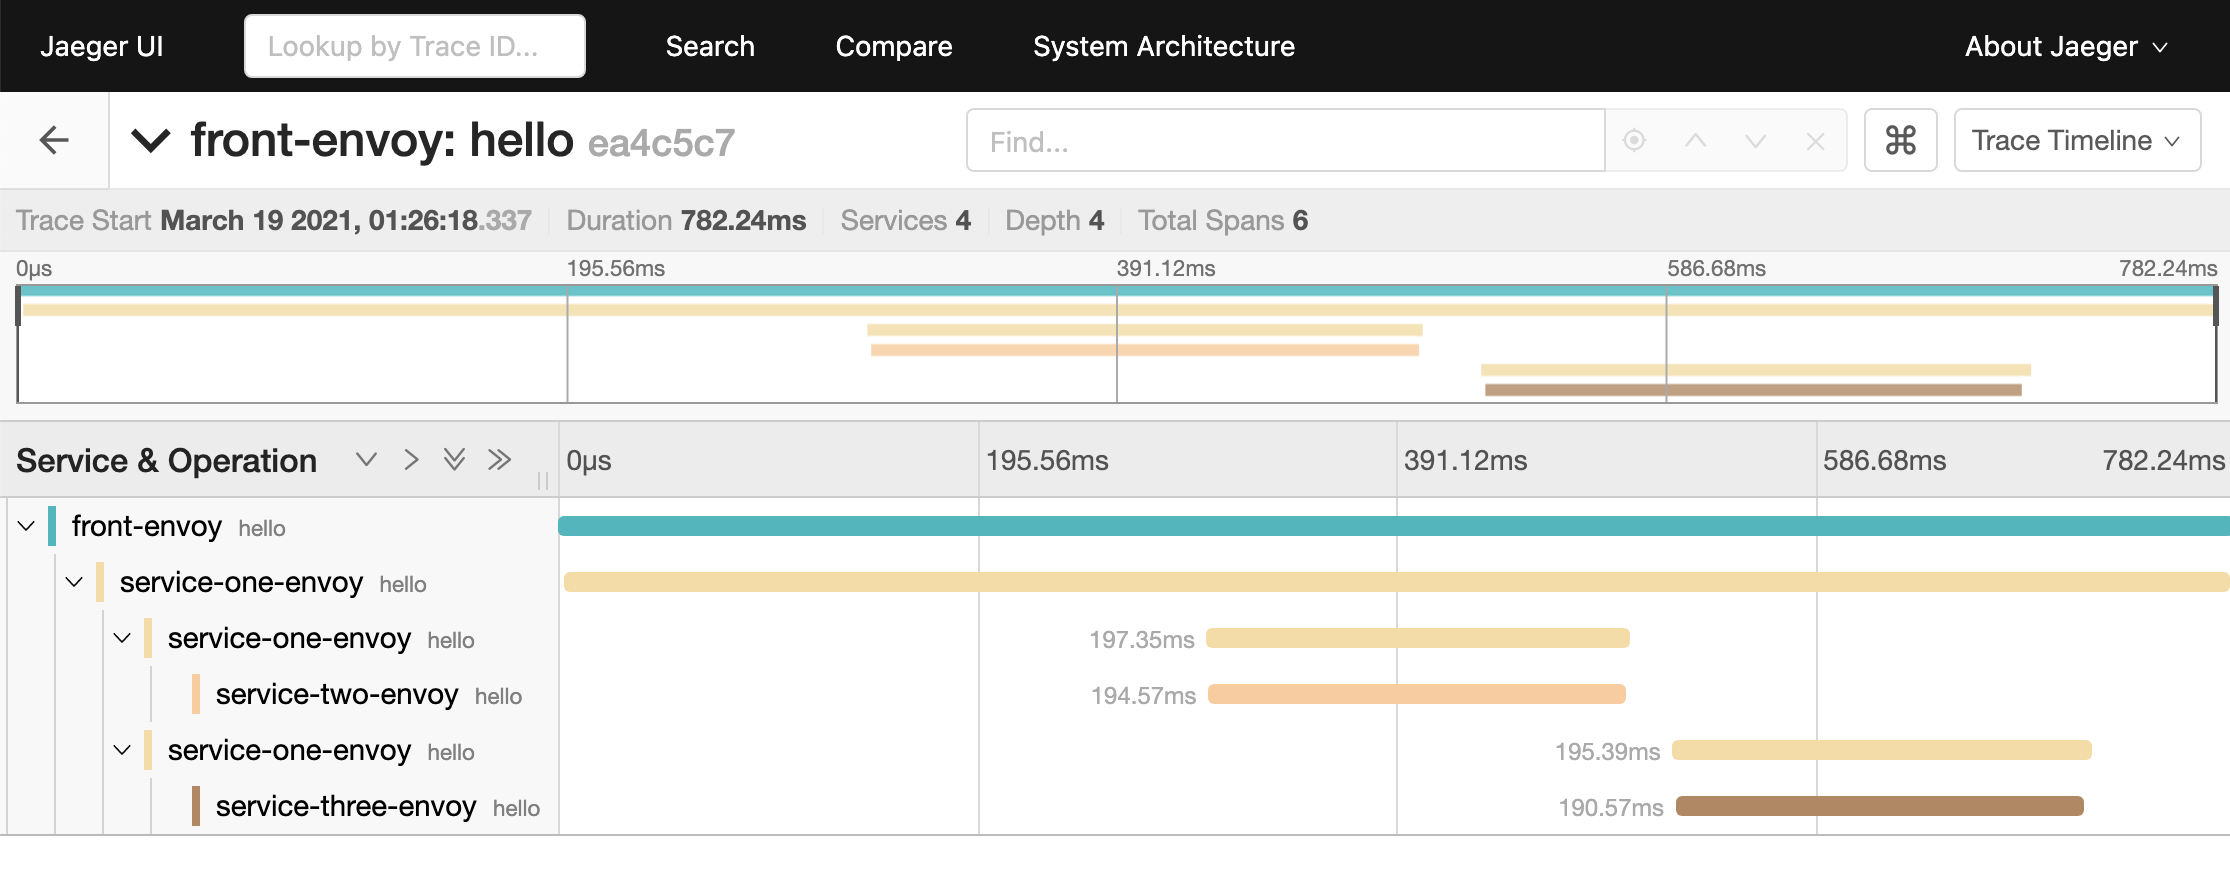 Jaeger UI Lookup by Trace ID... Search Compare System Architecture About Jaeger
front-envoy: hello ea4c5c7 Find... ⌘ Trace Timeline
Trace Start March 19 2021, 01:26:18.337 Duration 782.24ms Services 4 Depth 4 Total Spans 6
0μs 195.56ms 391.12ms 586.68ms 782.24ms
Service & Operation 0μs 195.56ms 391.12ms 586.68ms 782.24ms
front-envoy hello
service-one-envoy hello
service-one-envoy hello 197.35ms
service-two-envoy hello 194.57ms
service-one-envoy hello 195.39ms
service-three-envoy hello 190.57ms